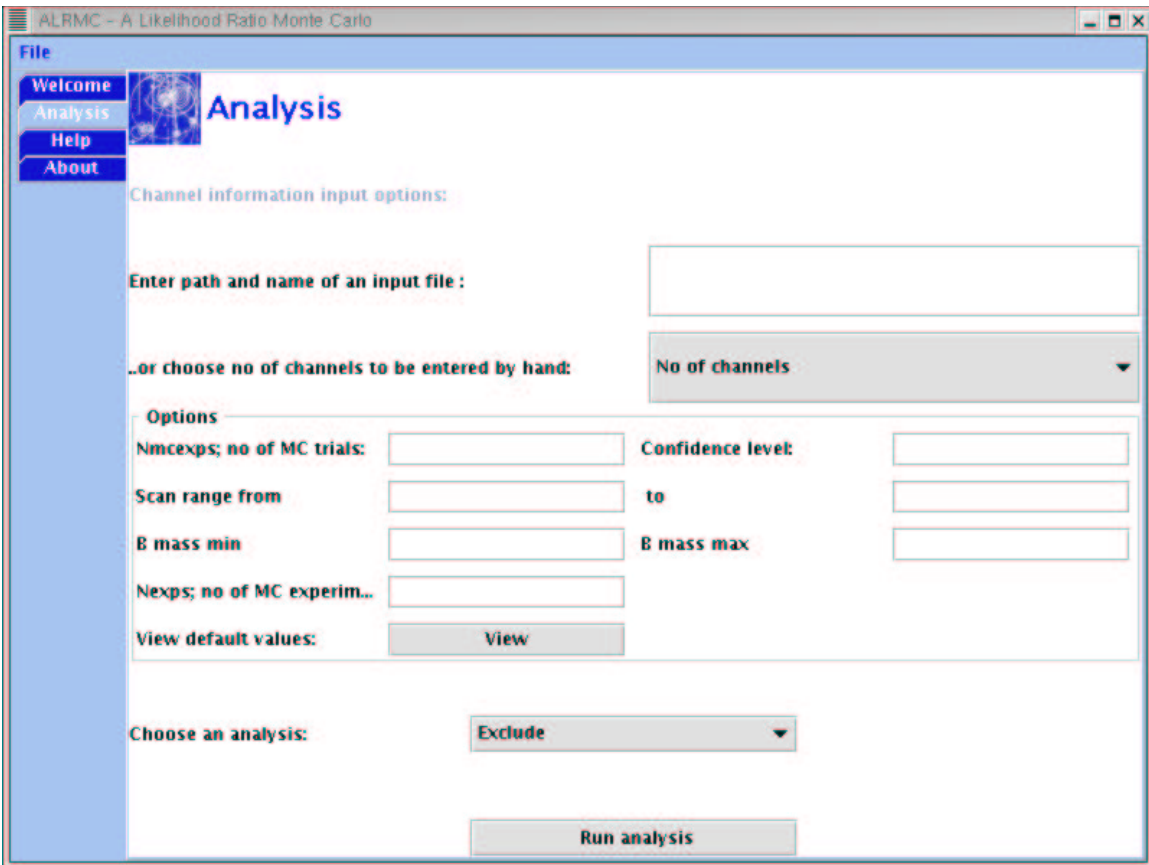 ALRMC - A Likelihood Ratio Monte Carlo
File
Welcome
Analysis
Help
About
Analysis
Channel information input options:
Enter path and name of an input file :
..or choose no of channels to be entered by hand:
No of channels
Options
Nmcexps; no of MC trials:
Confidence level:
Scan range from
to
B mass min
B mass max
Nexps; no of MC experim...
View default values:
View
Choose an analysis:
Exclude
Run analysis